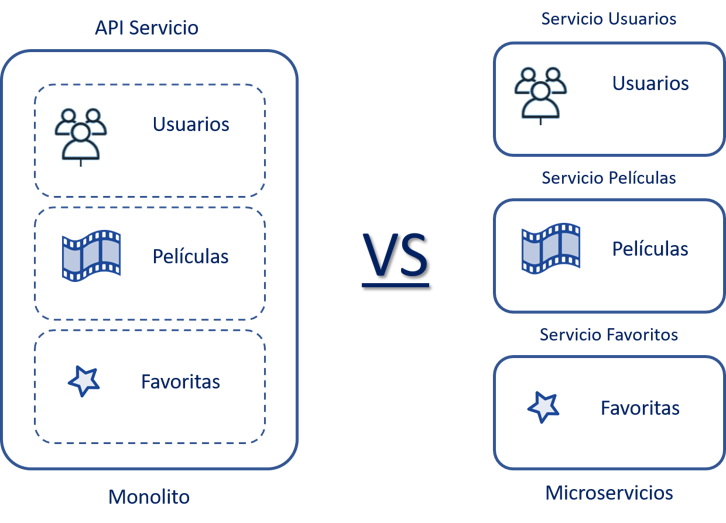 API Servicio
Usuarios
Películas
Favoritas
Monolito
VS
Servicio Usuarios
Usuarios
Servicio Películas
Películas
Servicio Favoritos
Favoritas
Microservicios